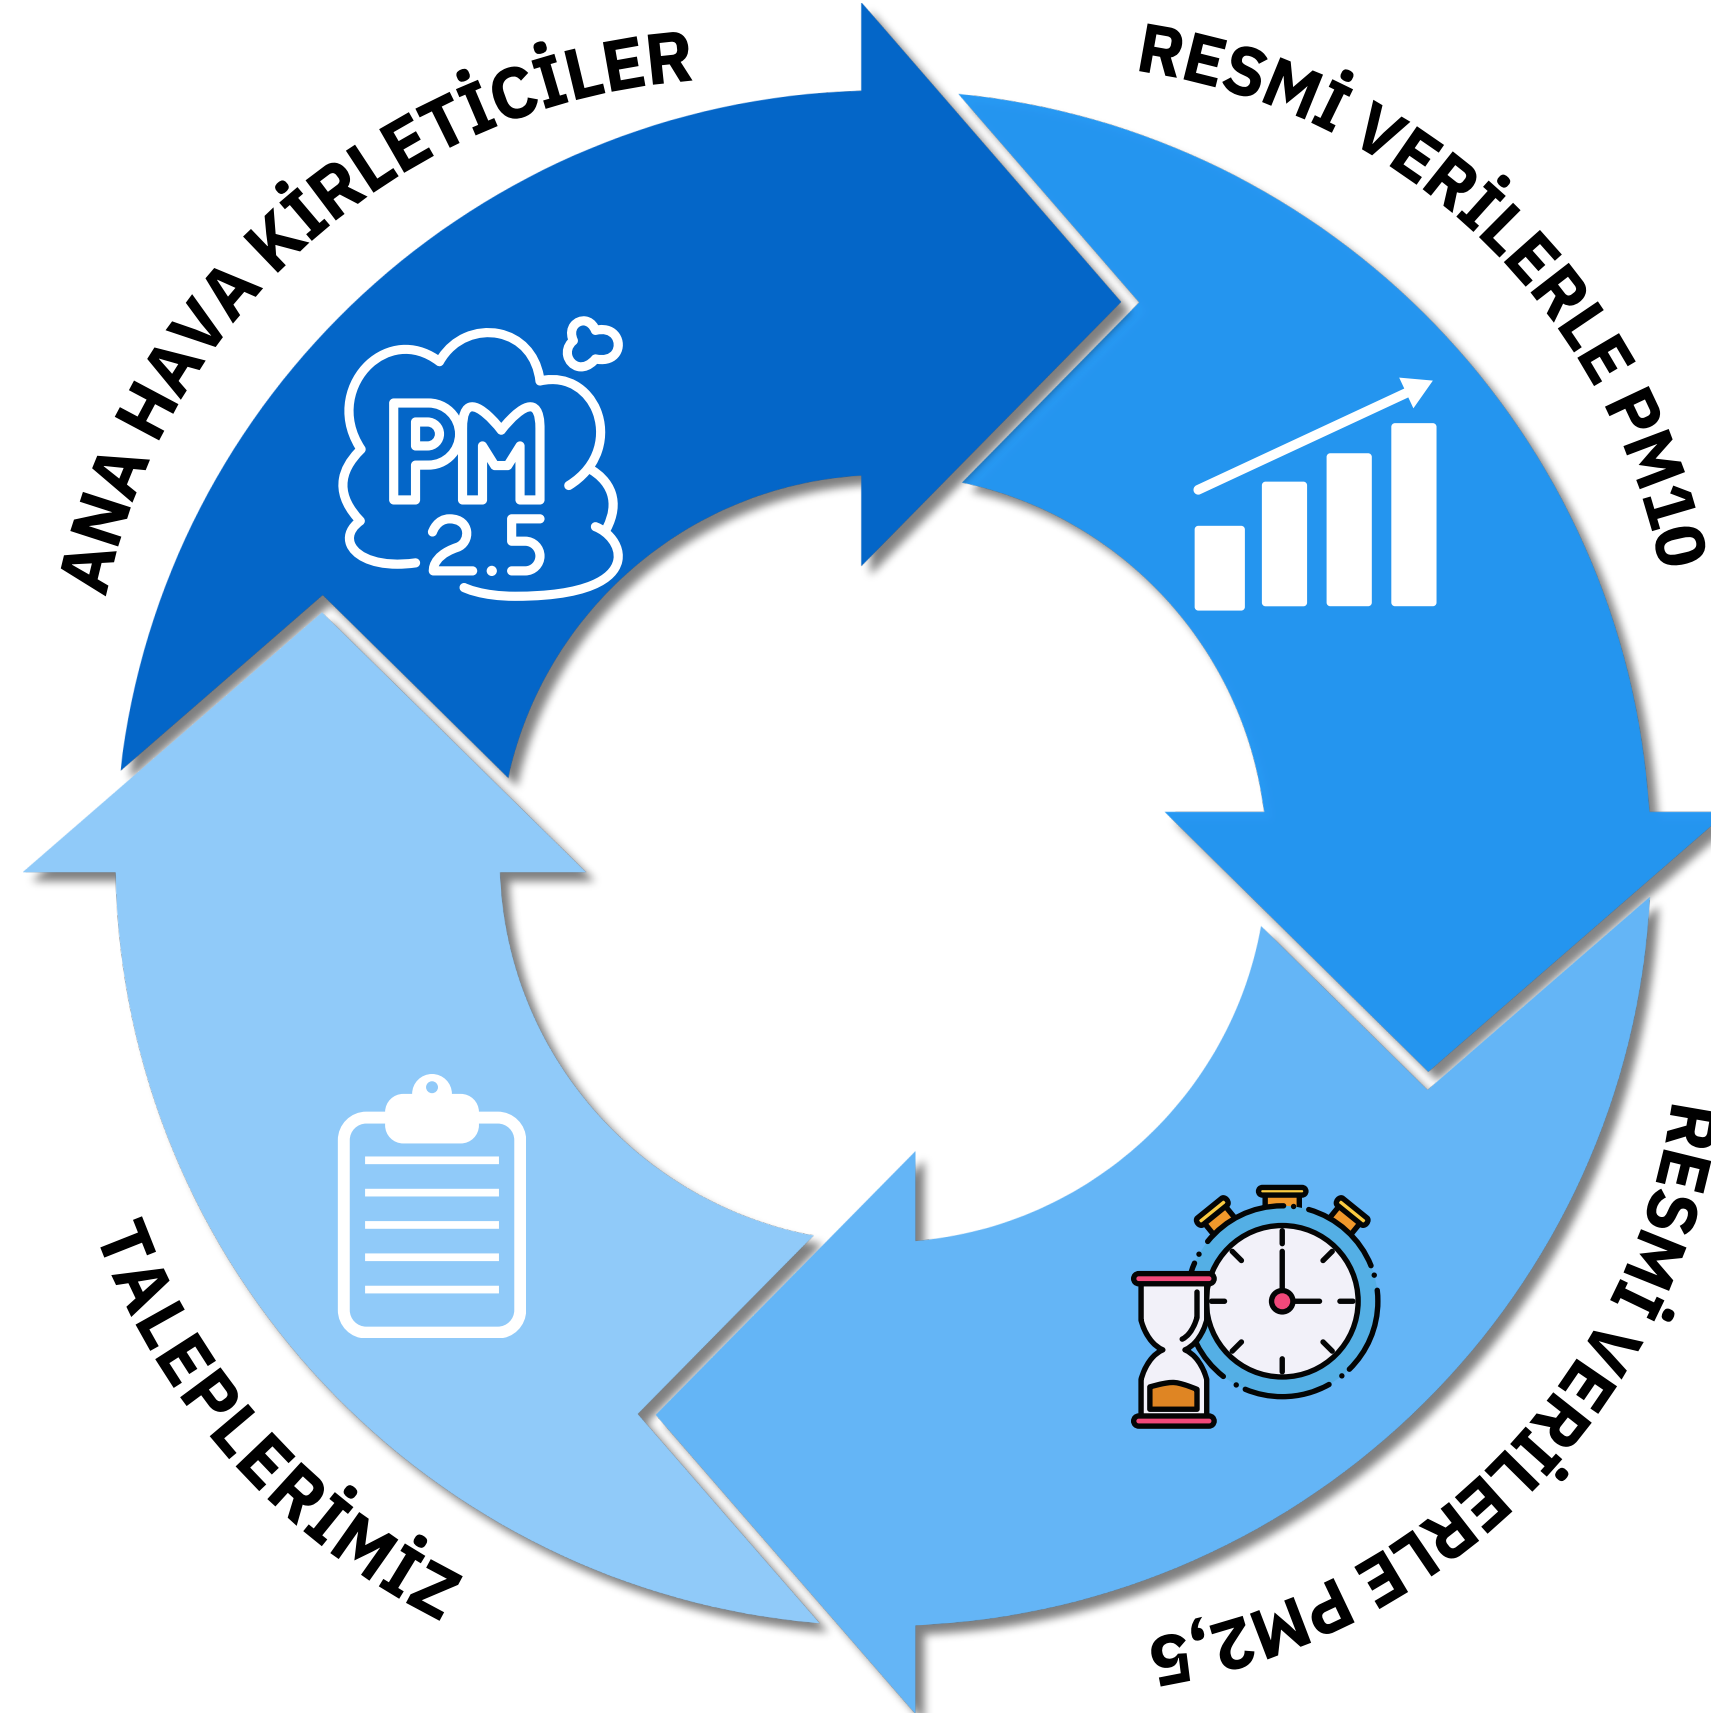 ANA HAVA KİRLETİCİLER
RESMİ VERİLERLE PM10
RESMİ VERİLERLE PM2,5
TALEPLERİMİZ
PM
2.5